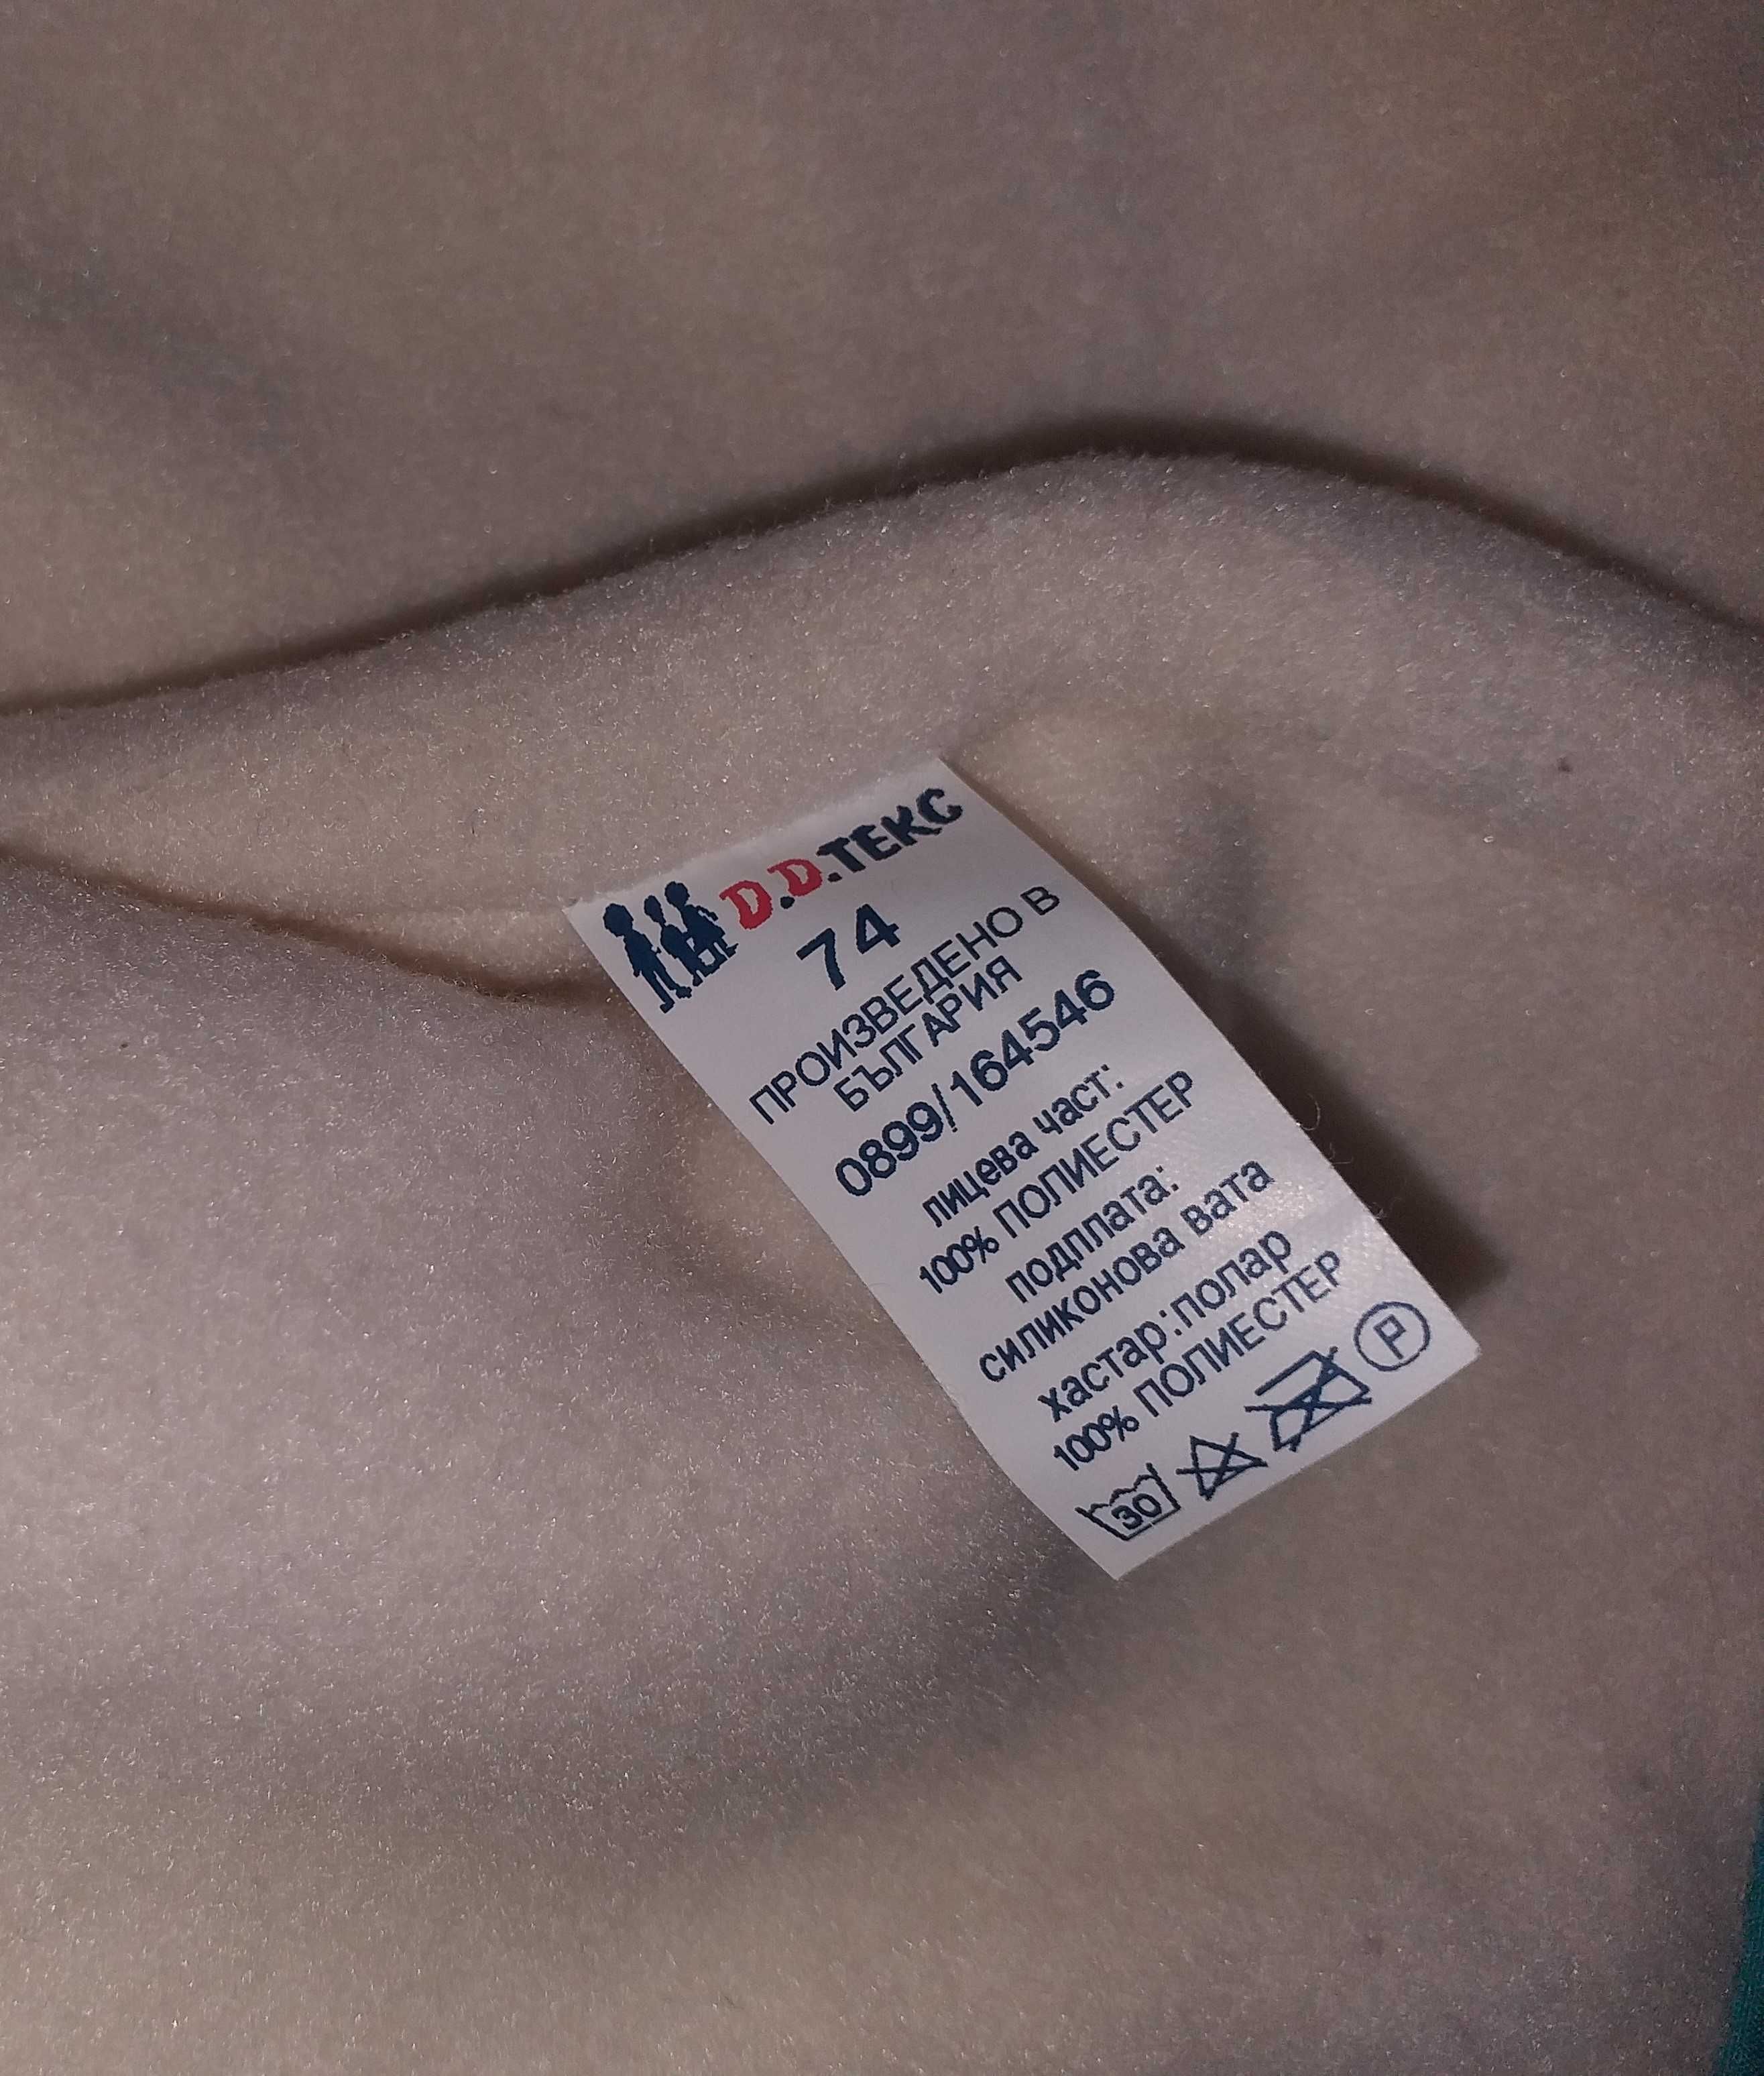 D.D.ТЕКС
74
ПРОИЗВЕДЕНО В
БЪЛГАРИЯ
0899/164546
лицева част:
100% ПОЛИЕСТЕР
подплата:
силиконова вата
хастар:полар
100% ПОЛИЕСТЕР
30 P